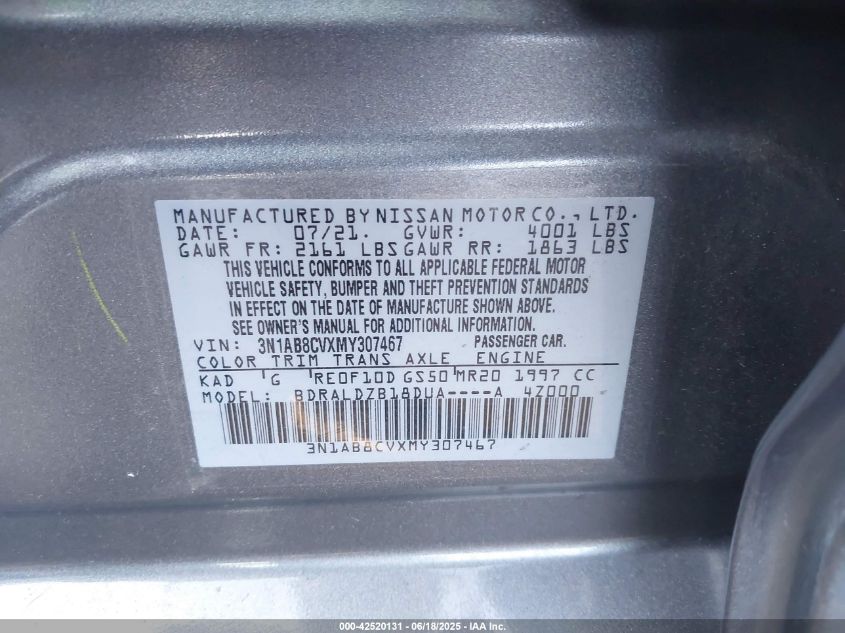 MANUFACTURED BY NISSAN MOTOR CO., LTD.
DATE: 07/21. GVWR: 4001 LBS
GAWR FR: 2161 LBS GAWR RR: 1863 LBS
THIS VEHICLE CONFORMS TO ALL APPLICABLE FEDERAL MOTOR
VEHICLE SAFETY, BUMPER AND THEFT PREVENTION STANDARDS
IN EFFECT ON THE DATE OF MANUFACTURE SHOWN ABOVE.
SEE OWNER'S MANUAL FOR ADDITIONAL INFORMATION.
VIN: 3N1AB8CVXMY307467 PASSENGER CAR.
COLOR TRIM TRANS AXLE ENGINE
KAD G RE0F10D GS50 MR20 1997 CC
MODEL: BDRALDZB18DUA----A 4Z000
3N1AB8CVXMY307467
000-42520131 - 06/18/2025 - IAA Inc.